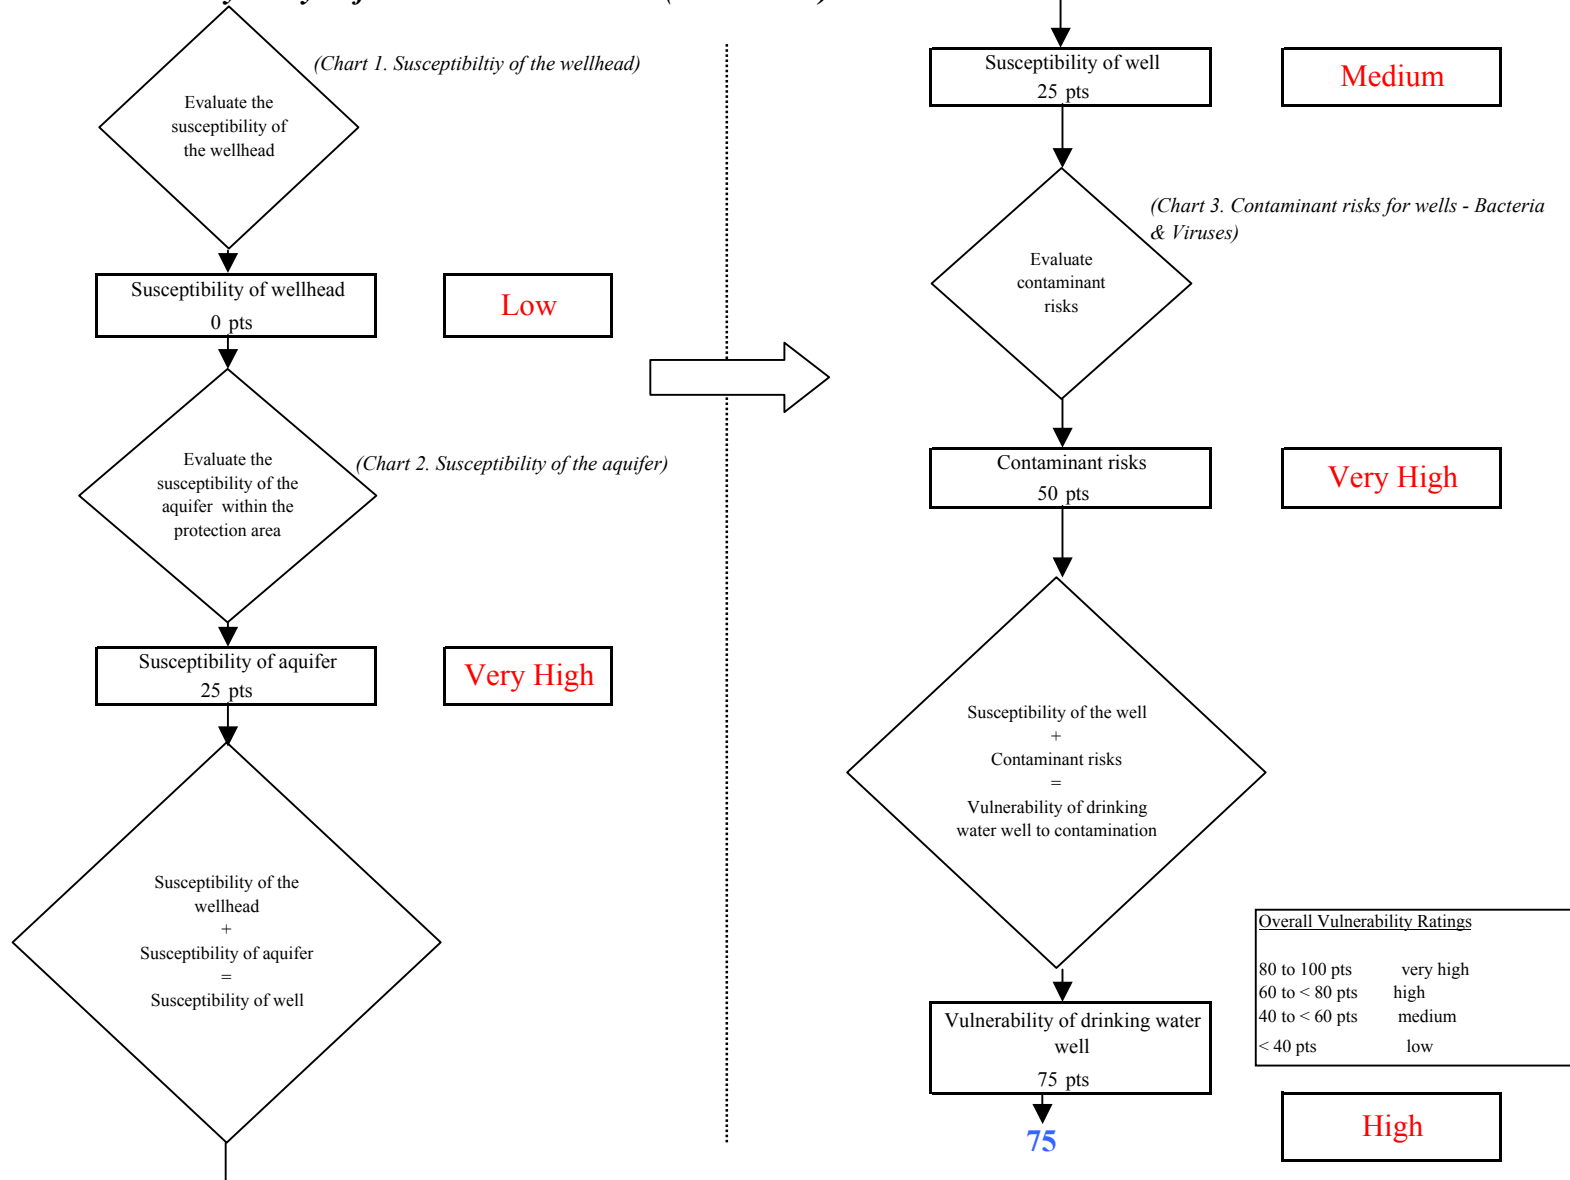 (Chart 1. Susceptibiltiy of the wellhead)
Evaluate the
susceptibility of
the wellhead
Susceptibility of wellhead
0 pts
Low
Evaluate the
susceptibility of the
aquifer within the
protection area
(Chart 2. Susceptibility of the aquifer)
Susceptibility of aquifer
25 pts
Very High
Susceptibility of the
wellhead
+
Susceptibility of aquifer
=
Susceptibility of well
Susceptibility of well
25 pts
Medium
(Chart 3. Contaminant risks for wells - Bacteria
& Viruses)
Evaluate
contaminant
risks
Contaminant risks
50 pts
Very High
Susceptibility of the well
+
Contaminant risks
=
Vulnerability of drinking
water well to contamination
Overall Vulnerability Ratings
80 to 100 pts very high
60 to < 80 pts high
40 to < 60 pts medium
< 40 pts low
Vulnerability of drinking water
well
75 pts
75
High